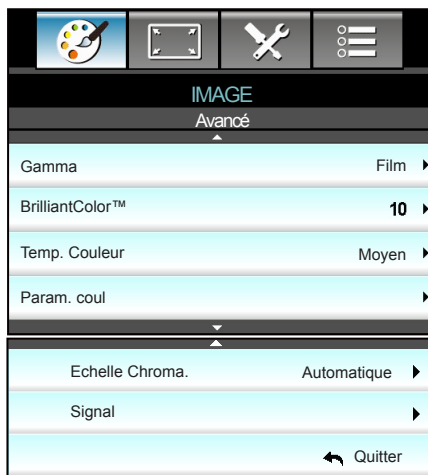 IMAGE
Avancé
Gamma Film
BrilliantColor™ 10
Temp. Couleur Moyen
Param. coul
Echelle Chroma. Automatique
Signal
Quitter